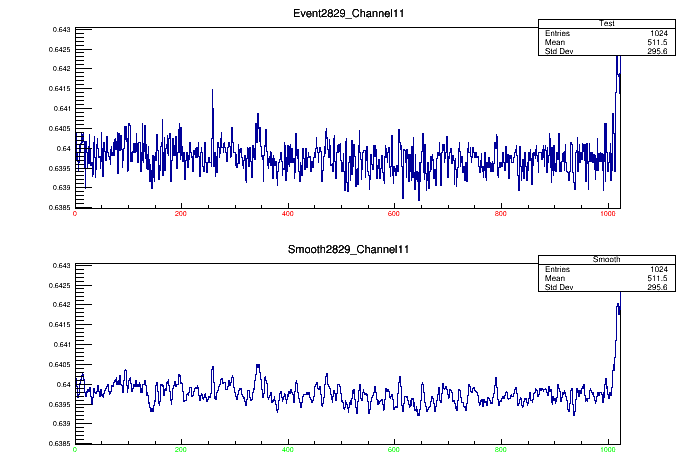 Event2829_Channel11
Test
Entries 1024
Mean 511.5
Std Dev 295.6
0.643
0.6425
0.642
0.6415
0.641
0.6405
0.64
0.6395
0.639
0.6385
0 200 400 600 800 1000
Smooth2829_Channel11
Smooth
Entries 1024
Mean 511.5
Std Dev 295.6
0.643
0.6425
0.642
0.6415
0.641
0.6405
0.64
0.6395
0.639
0.6385
0 200 400 600 800 1000